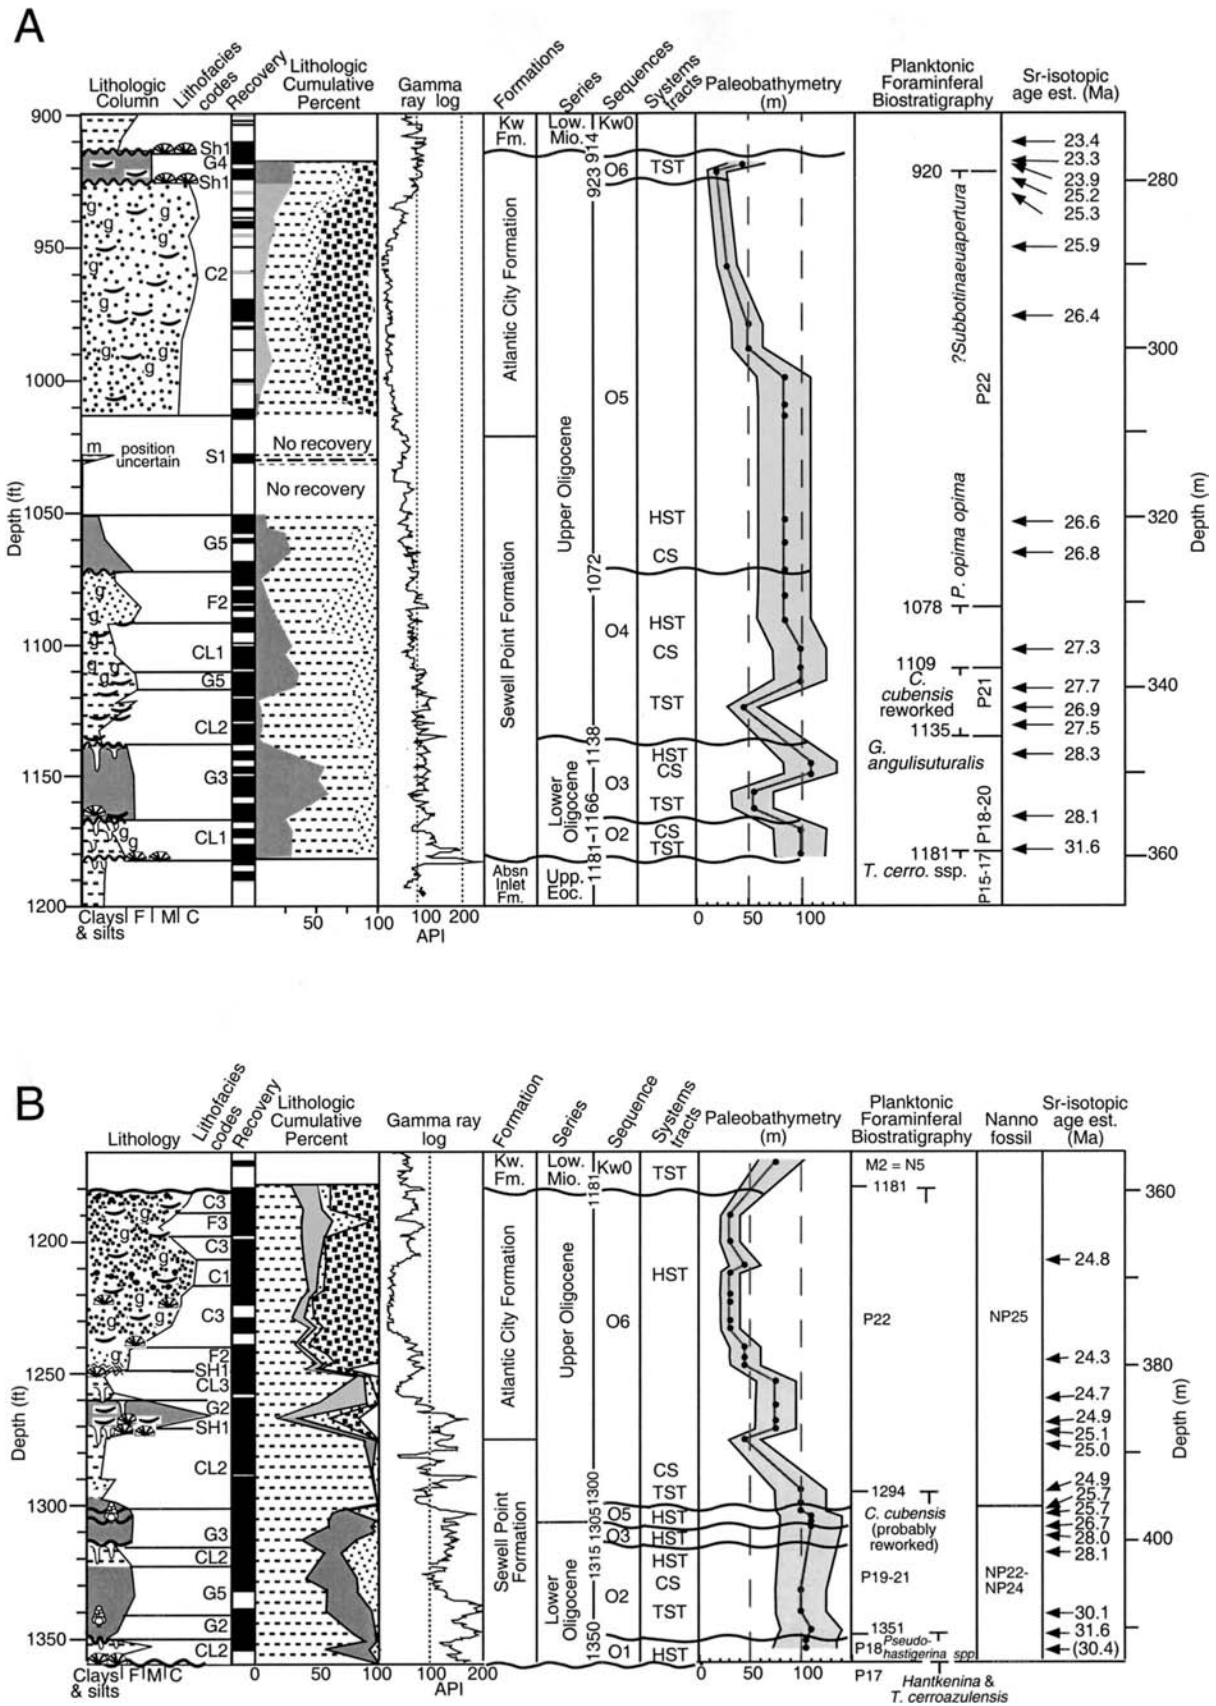 A
Lithologic Column
Lithofacies codes
Recovery
Lithologic Cumulative Percent
Gamma ray log
Formations
Series
Sequences
Systems tracts
Paleobathymetry (m)
Planktonic Foraminferal Biostratigraphy
Sr-isotopic age est. (Ma)
Depth (ft)
900
950
1000
1050
1100
1150
1200
Sh1
G4
Sh1
C2
S1
G5
F2
CL1
G5
CL2
G3
CL1
g g g g g g g g g g
m position uncertain
No recovery
No recovery
Clays & silts F M C
50 100
100 200
API
Kw Fm.
Atlantic City Formation
Sewell Point Formation
Absn Inlet Fm.
Low. Mio.
Upper Oligocene
Lower Oligocene
Upp. Eoc.
914
923
1072
1138
1166
1181
Kw0
O6
O5
O4
O3
O2
TST
HST
CS
HST
CS
TST
HST
CS
TST
CS
TST
0 50 100
920
?Subbotinaeuapertura
P22
P. opima opima
1078
1109
C. cubensis reworked
P21
1135
G. angulisuturalis
P18-20
1181
T. cerro. ssp.
P15-17
23.4
23.3
23.9
25.2
25.3
25.9
26.4
26.6
26.8
27.3
27.7
26.9
27.5
28.3
28.1
31.6
280
300
320
340
360
Depth (m)
B
Lithology
Lithofacies codes
Recovery
Lithologic Cumulative Percent
Gamma ray log
Formation
Series
Sequence
Systems tracts
Paleobathymetry (m)
Planktonic Foraminferal Biostratigraphy
Nanno fossil
Sr-isotopic age est. (Ma)
Depth (ft)
1200
1250
1300
1350
g g g g g g
C3
F3
C3
C1
C3
F2
SH1
CL3
G2
SH1
CL2
G3
CL2
G5
G2
CL2
Clays & silts F M C
0 50 100
100 200
API
Kw. Fm.
Atlantic City Formation
Sewell Point Formation
Low. Mio.
Upper Oligocene
Lower Oligocene
1181
1300
1305
1315
1350
Kw0
O6
O5
O3
O2
O1
TST
HST
CS
TST
HST
HST
HST
CS
TST
HST
0 50 100
M2 = N5
1181
P22
1294
C. cubensis (probably reworked)
P19-21
1351
P18 Pseudo-hastigerina spp
P17
Hantkenina & T. cerroazulensis
NP25
NP22-NP24
24.8
24.3
24.7
24.9
25.1
25.0
24.9
25.7
25.7
26.7
28.0
28.1
30.1
31.6
(30.4)
360
380
400
Depth (m)